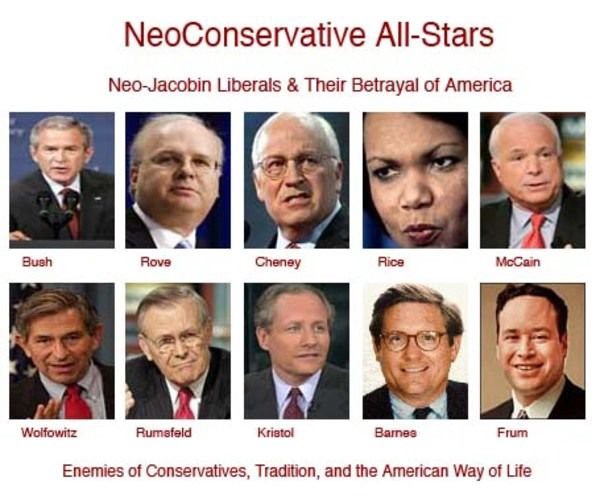 NeoConservative All-Stars
Neo-Jacobin Liberals & Their Betrayal of America
Bush Rove Cheney Rice McCain
Wolfowitz Rumsfeld Kristol Barnes Frum
Enemies of Conservatives, Tradition, and the American Way of Life